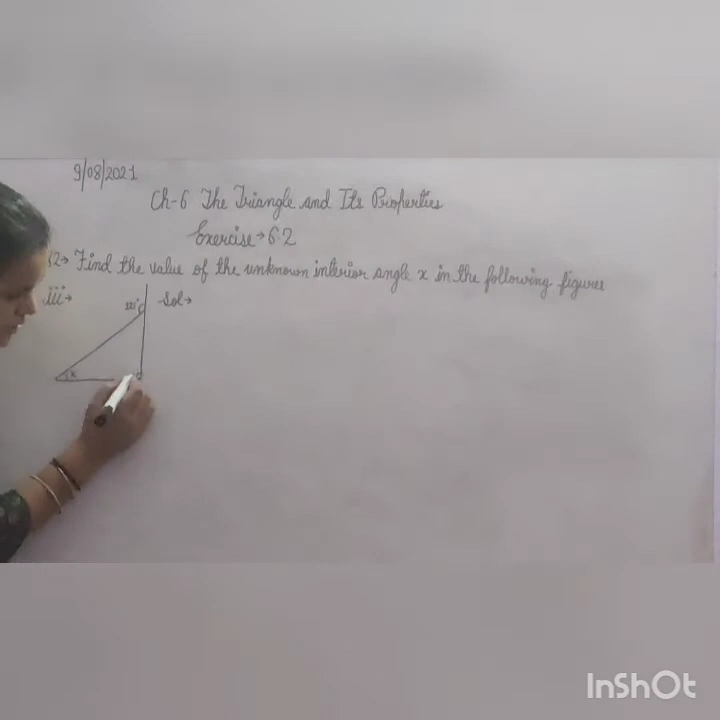 9/08/2021
Ch-6 The Triangle and Its Properties
Exercise→6.2
2→ Find the value of the unknown interior angle x in the following figures
iii→
Sol→
x
InShOt